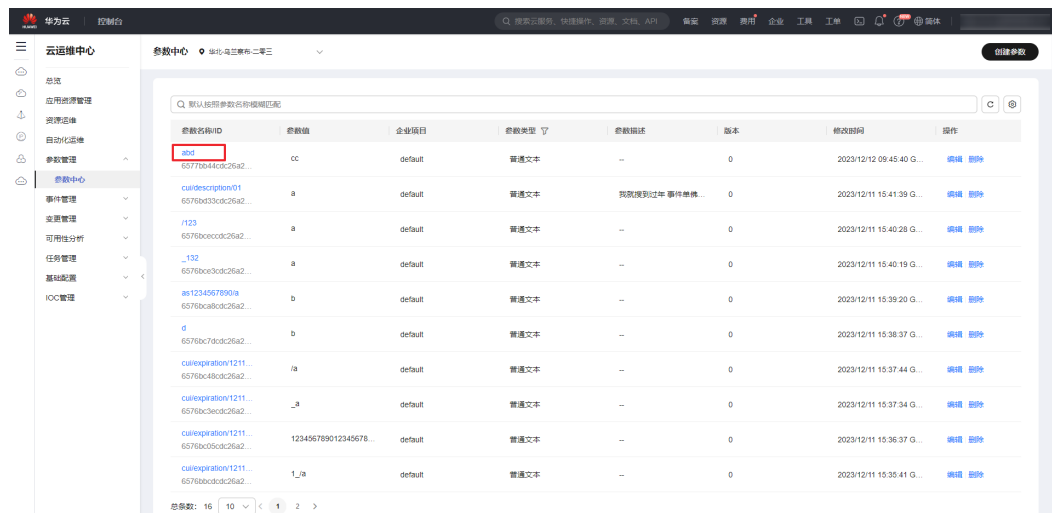 HUAWEI 华为云 控制台 搜索云服务、快捷操作、资源、文档、API 备案 资源 费用 企业 工具 工单 简体
云运维中心
参数中心 华北-乌兰察布-二零三 创建参数
总览
应用资源管理
资源运维
自动化运维
参数管理
参数中心
事件管理
变更管理
可用性分析
任务管理
基础配置
IOC管理
默认按照参数名称模糊匹配
参数名称/ID 参数值 企业项目 参数类型 参数描述 版本 修改时间 操作
abd
6577bb44cdc26a2... cc default 普通文本 -- 0 2023/12/12 09:45:40 G... 编辑 删除
cui/description/01
6576bd33cdc26a2... a default 普通文本 我就搜到过年 事件单佛... 0 2023/12/11 15:41:39 G... 编辑 删除
/123
6576bceccdc26a2... a default 普通文本 -- 0 2023/12/11 15:40:28 G... 编辑 删除
_132
6576bce3cdc26a2... a default 普通文本 -- 0 2023/12/11 15:40:19 G... 编辑 删除
as1234567890/a
6576bca8cdc26a2... b default 普通文本 -- 0 2023/12/11 15:39:20 G... 编辑 删除
d
6576bc7dcdc26a2... b default 普通文本 -- 0 2023/12/11 15:38:37 G... 编辑 删除
cui/expiration/1211...
6576bc48cdc26a2... /a default 普通文本 -- 0 2023/12/11 15:37:44 G... 编辑 删除
cui/expiration/1211...
6576bc3ecdc26a2... _a default 普通文本 -- 0 2023/12/11 15:37:34 G... 编辑 删除
cui/expiration/1211...
6576bc05cdc26a2... 123456789012345678... default 普通文本 -- 0 2023/12/11 15:36:37 G... 编辑 删除
cui/expiration/1211...
6576bbcdcdc26a2... 1_/a default 普通文本 -- 0 2023/12/11 15:35:41 G... 编辑 删除
总条数: 16 10 < 1 2 >